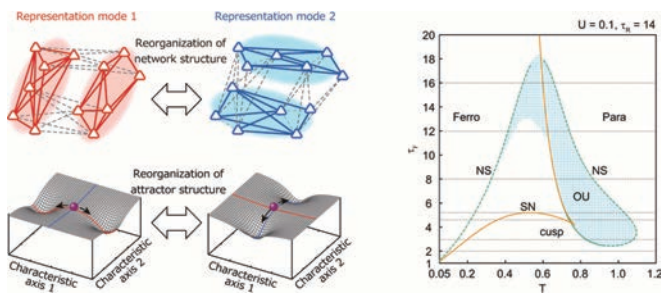 Representation mode 1
Representation mode 2
Reorganization of
network structure
Reorganization of
attractor structure
Characteristic
axis 1
Characteristic
axis 2
Characteristic
axis 1
Characteristic
axis 2
U = 0.1, τR = 14
τF
20
18
16
14
12
10
8
6
4
2
1
Ferro
Para
NS
NS
OU
SN
cusp
0.05
0.2
0.4
0.6
0.8
1.0
1.2
T